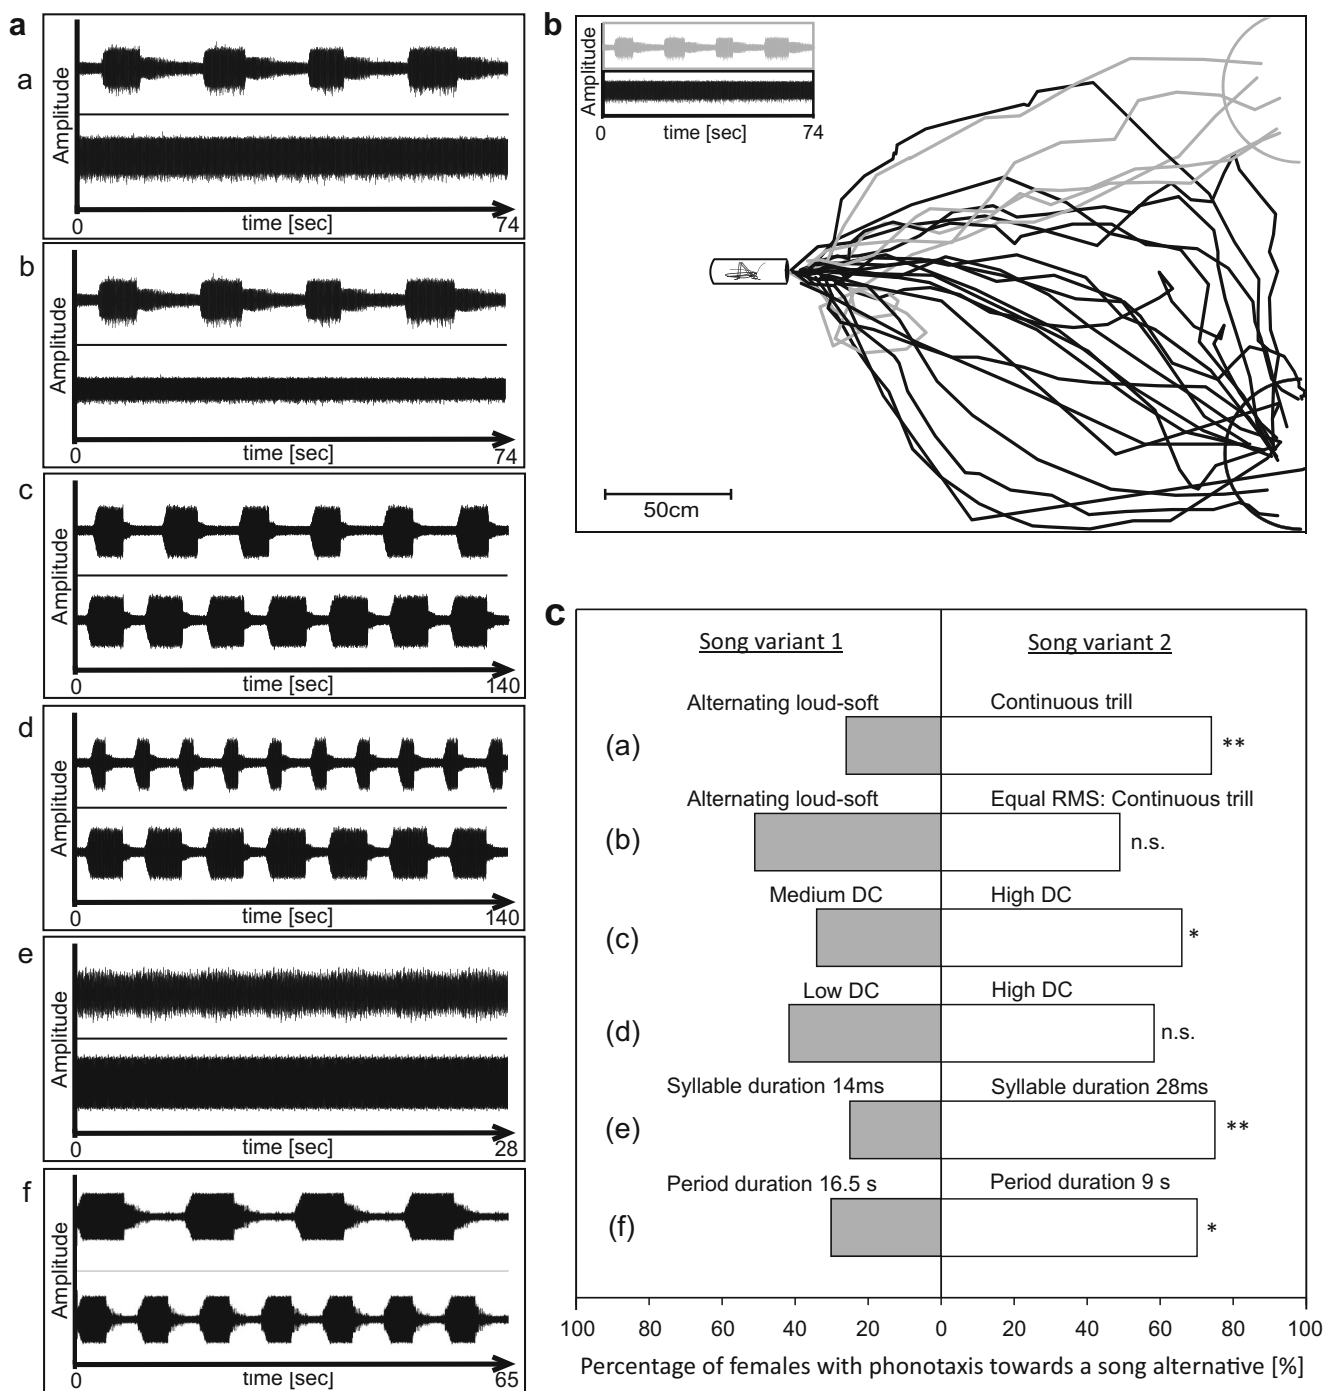 a
a
Amplitude
0
time [sec]
74
b
Amplitude
0
time [sec]
74
c
Amplitude
0
time [sec]
140
d
Amplitude
0
time [sec]
140
e
Amplitude
0
time [sec]
28
f
Amplitude
0
time [sec]
65
b
Amplitude
0
time [sec]
74
50cm
c
Song variant 1
Song variant 2
Alternating loud-soft
Continuous trill
(a)
**
Alternating loud-soft
Equal RMS: Continuous trill
(b)
n.s.
Medium DC
High DC
(c)
*
Low DC
High DC
(d)
n.s.
Syllable duration 14ms
Syllable duration 28ms
(e)
**
Period duration 16.5 s
Period duration 9 s
(f)
*
100 80 60 40 20 0 20 40 60 80 100
Percentage of females with phonotaxis towards a song alternative [%]